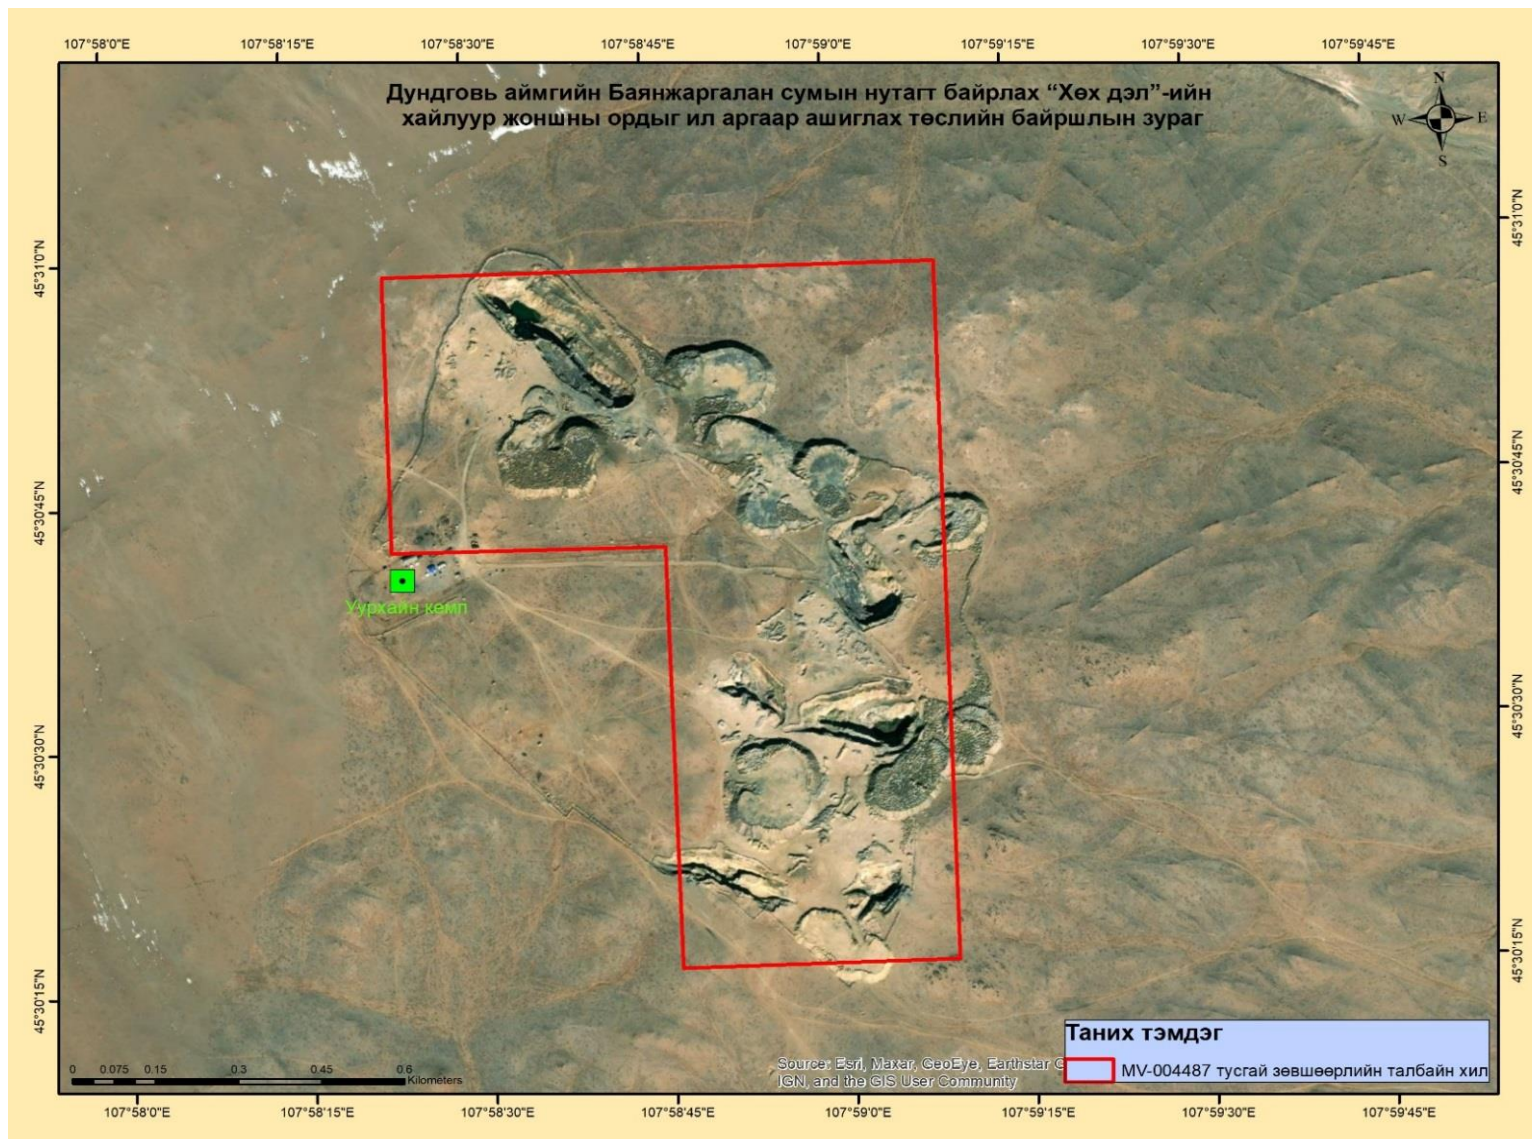 107°58'0"E 107°58'15"E 107°58'30"E 107°58'45"E 107°59'0"E 107°59'15"E 107°59'30"E 107°59'45"E
Дундговь аймгийн Баянжаргалан сумын нутагт байрлах “Хөх дэл”-ийн
хайлуур жоншны ордыг ил аргаар ашиглах төслийн байршлын зураг
N
W E
S
45°31'0"N
45°30'45"N
45°30'30"N
45°30'15"N
45°31'0"N
45°30'45"N
45°30'30"N
45°30'15"N
Уурхайн кемп
Таних тэмдэг
MV-004487 тусгай зөвшөөрлийн талбайн хил
Source: Esri, Maxar, GeoEye, Earthstar G
IGN, and the GIS User Community
0 0.075 0.15 0.3 0.45 0.6
Kilometers
107°58'0"E 107°58'15"E 107°58'30"E 107°58'45"E 107°59'0"E 107°59'15"E 107°59'30"E 107°59'45"E